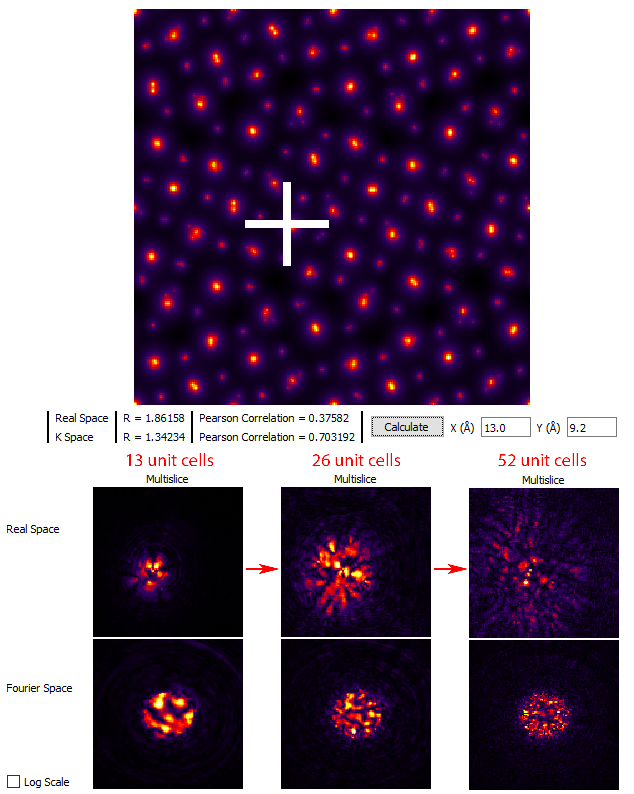 Real Space R = 1.86158 Pearson Correlation = 0.37582
K Space R = 1.34234 Pearson Correlation = 0.703192
Calculate X (Å) 13.0 Y (Å) 9.2
13 unit cells 26 unit cells 52 unit cells
Multislice Multislice Multislice
Real Space
Fourier Space
Log Scale